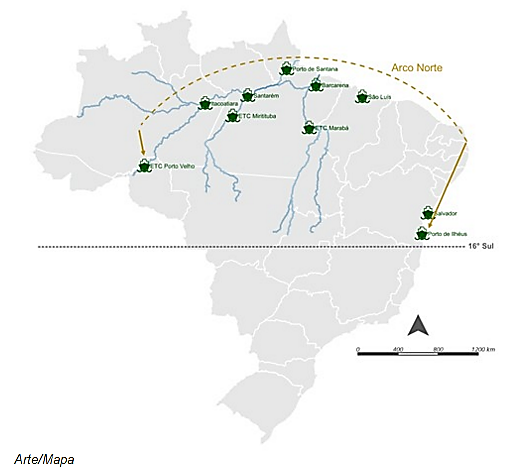 Arco Norte
Porto de Santana
Barcarena
Santarém
São Luís
Itacoatiara
ETC Miritituba
ETC Marabá
ETC Porto Velho
Salvador
Porto de Ilhéus
16° Sul
0 400 800 1200 km
Arte/Mapa